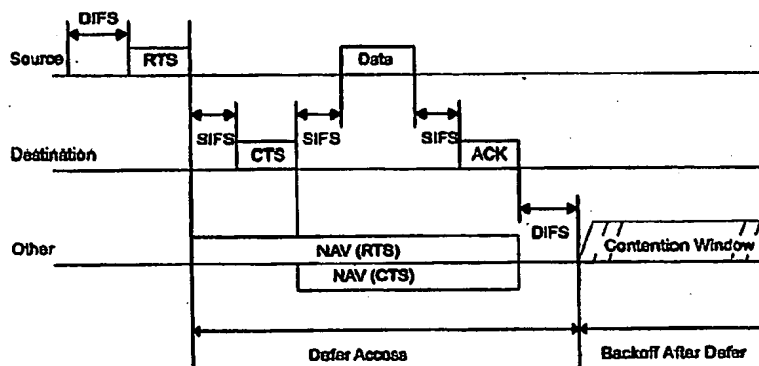 DIFS
Source
RTS
Data
SIFS
SIFS
SIFS
Destination
CTS
ACK
DIFS
Other
NAV (RTS)
Contention Window
NAV (CTS)
Defer Access
Backoff After Defer